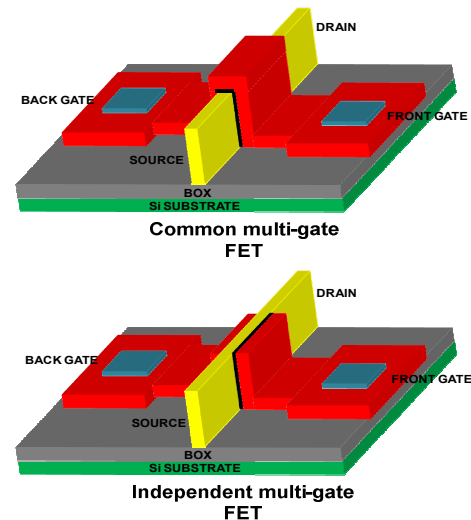 DRAIN
BACK GATE
FRONT GATE
SOURCE
BOX
Si SUBSTRATE
Common multi-gate
FET
DRAIN
BACK GATE
FRONT GATE
SOURCE
BOX
Si SUBSTRATE
Independent multi-gate
FET